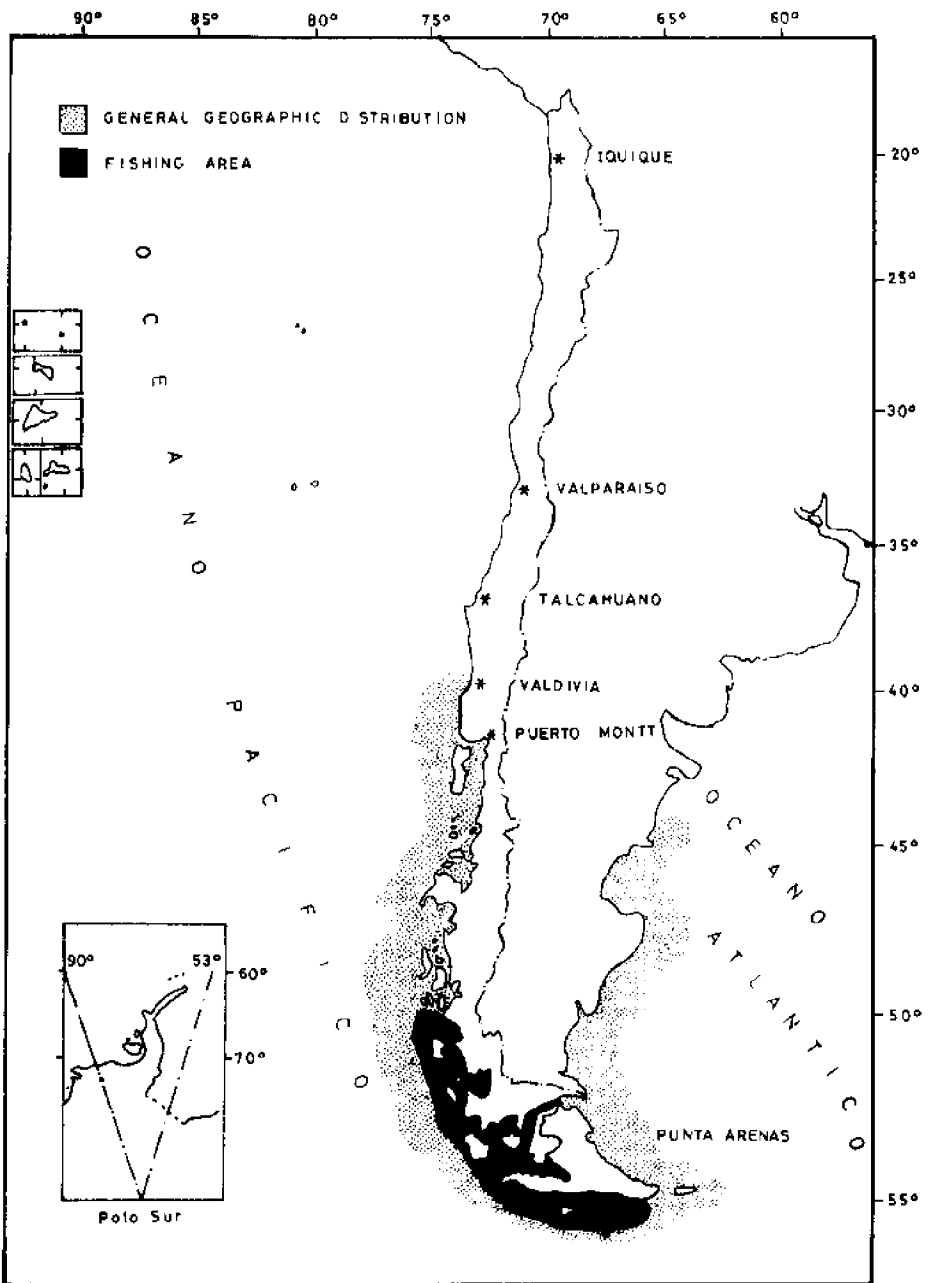 90° 85° 80° 75° 70° 65° 60°
GENERAL GEOGRAPHIC D STRIBUTION
FISHING AREA
IQUIQUE
20°
25°
30°
VALPARAISO
35°
TALCAHUANO
VALDIVIA
40°
PUERTO MONTT
OCEANO PACIFICO
OCEANO ATLANTICO
45°
50°
PUNTA ARENAS
55°
90° 53°
60°
70°
Polo Sur